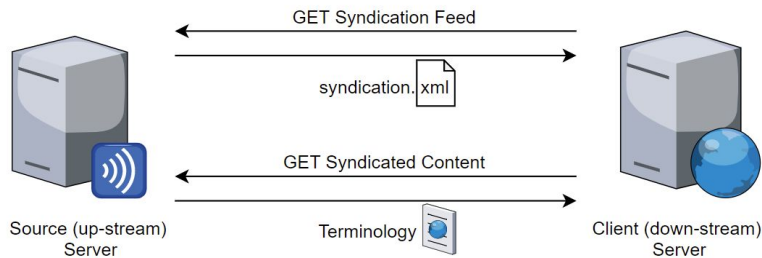 GET Syndication Feed
syndication. xml
GET Syndicated Content
Terminology
Source (up-stream)
Server
Client (down-stream)
Server